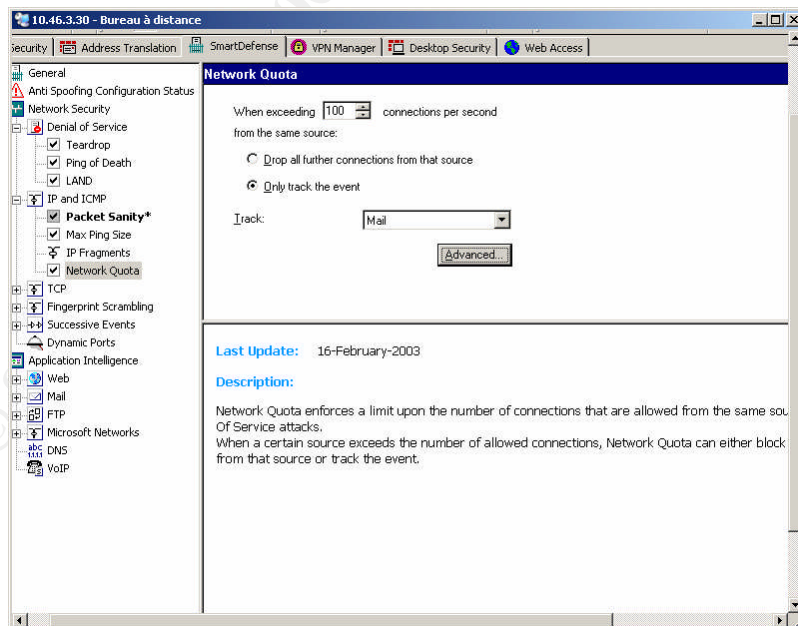 10.46.3.30 - Bureau à distance
ecurity Address Translation SmartDefense VPN Manager Desktop Security Web Access
General
Anti Spoofing Configuration Status
Network Security
Denial of Service
Teardrop
Ping of Death
LAND
IP and ICMP
Packet Sanity*
Max Ping Size
IP Fragments
Network Quota
TCP
Fingerprint Scrambling
Successive Events
Dynamic Ports
Application Intelligence
Web
Mail
FTP
Microsoft Networks
DNS
VoIP
Network Quota
When exceeding 100 connections per second
from the same source:
Drop all further connections from that source
Only track the event
Track: Mail
Advanced...
Last Update: 16-February-2003
Description:
Network Quota enforces a limit upon the number of connections that are allowed from the same sou
Of Service attacks.
When a certain source exceeds the number of allowed connections, Network Quota can either block
from that source or track the event.